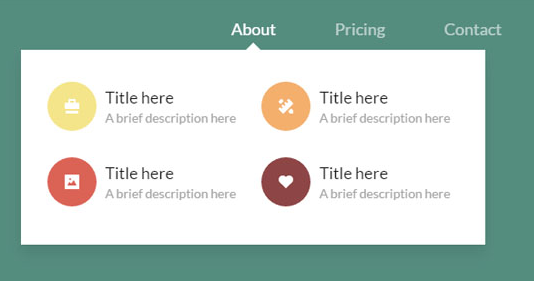 About Pricing Contact
Title here Title here
A brief description here A brief description here
Title here Title here
A brief description here A brief description here